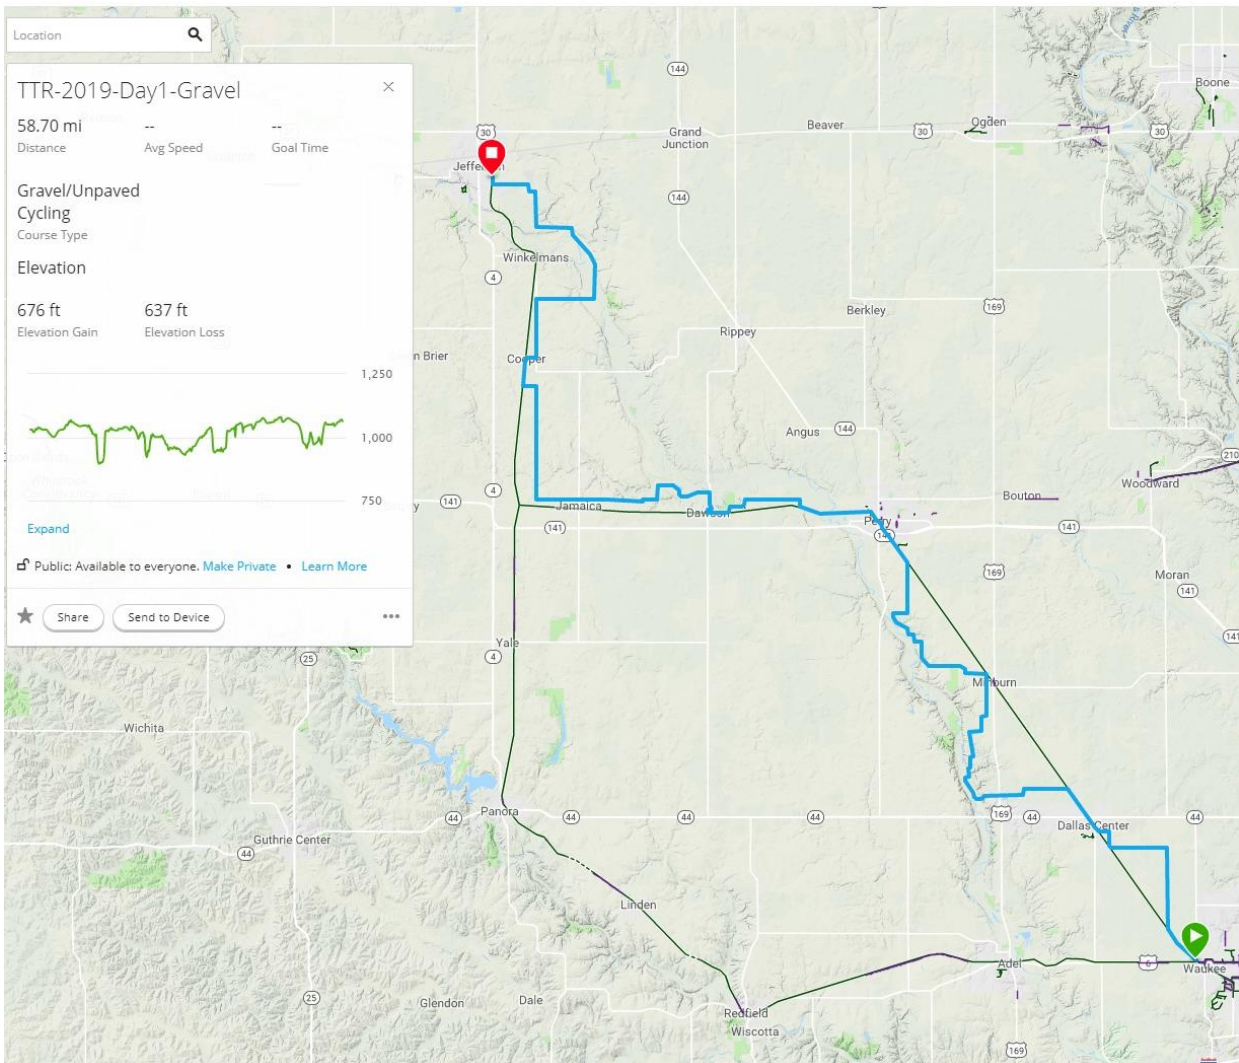 Location
TTR-2019-Day1-Gravel
58.70 mi
Distance
--
Avg Speed
--
Goal Time
Gravel/Unpaved
Cycling
Course Type
Elevation
676 ft
Elevation Gain
637 ft
Elevation Loss
1,250
1,000
750
Expand
Public: Available to everyone. Make Private • Learn More
Share
Send to Device
144
Boone
30
Grand
Junction
Beaver
30
Ogden
30
144
Winkelmans
4
169
Berkley
Rippey
Cooper
Brier
Angus
144
210
Woodward
141
4
Jamaica
Dawson
Bouton
141
Perry
141
141
169
Moran
141
141
Yale
4
25
Minburn
Wichita
Panora
44
44
44
44
169
44
Dallas Center
44
Guthrie Center
44
Linden
Adel
6
Waukee
25
Glendon
Dale
Redfield
Wiscotta
169